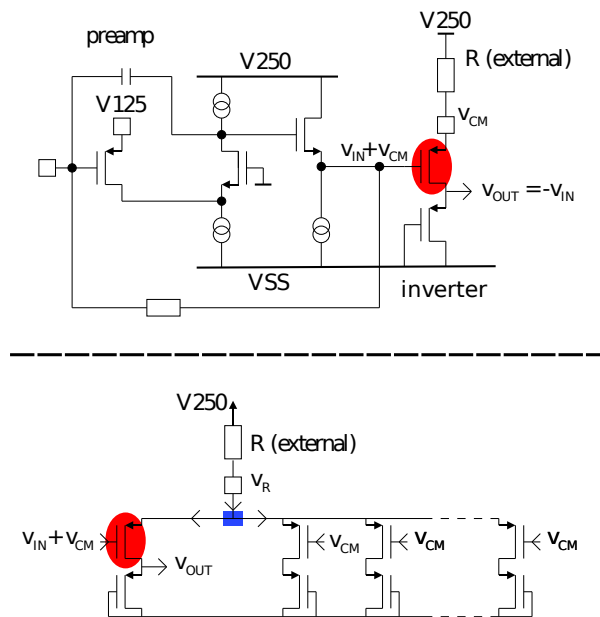 preamp
V250
V250
R (external)
V125
vCM
vIN+vCM
vOUT =-vIN
VSS
inverter
V250
R (external)
vR
vIN+vCM
vCM
vCM
vCM
vOUT